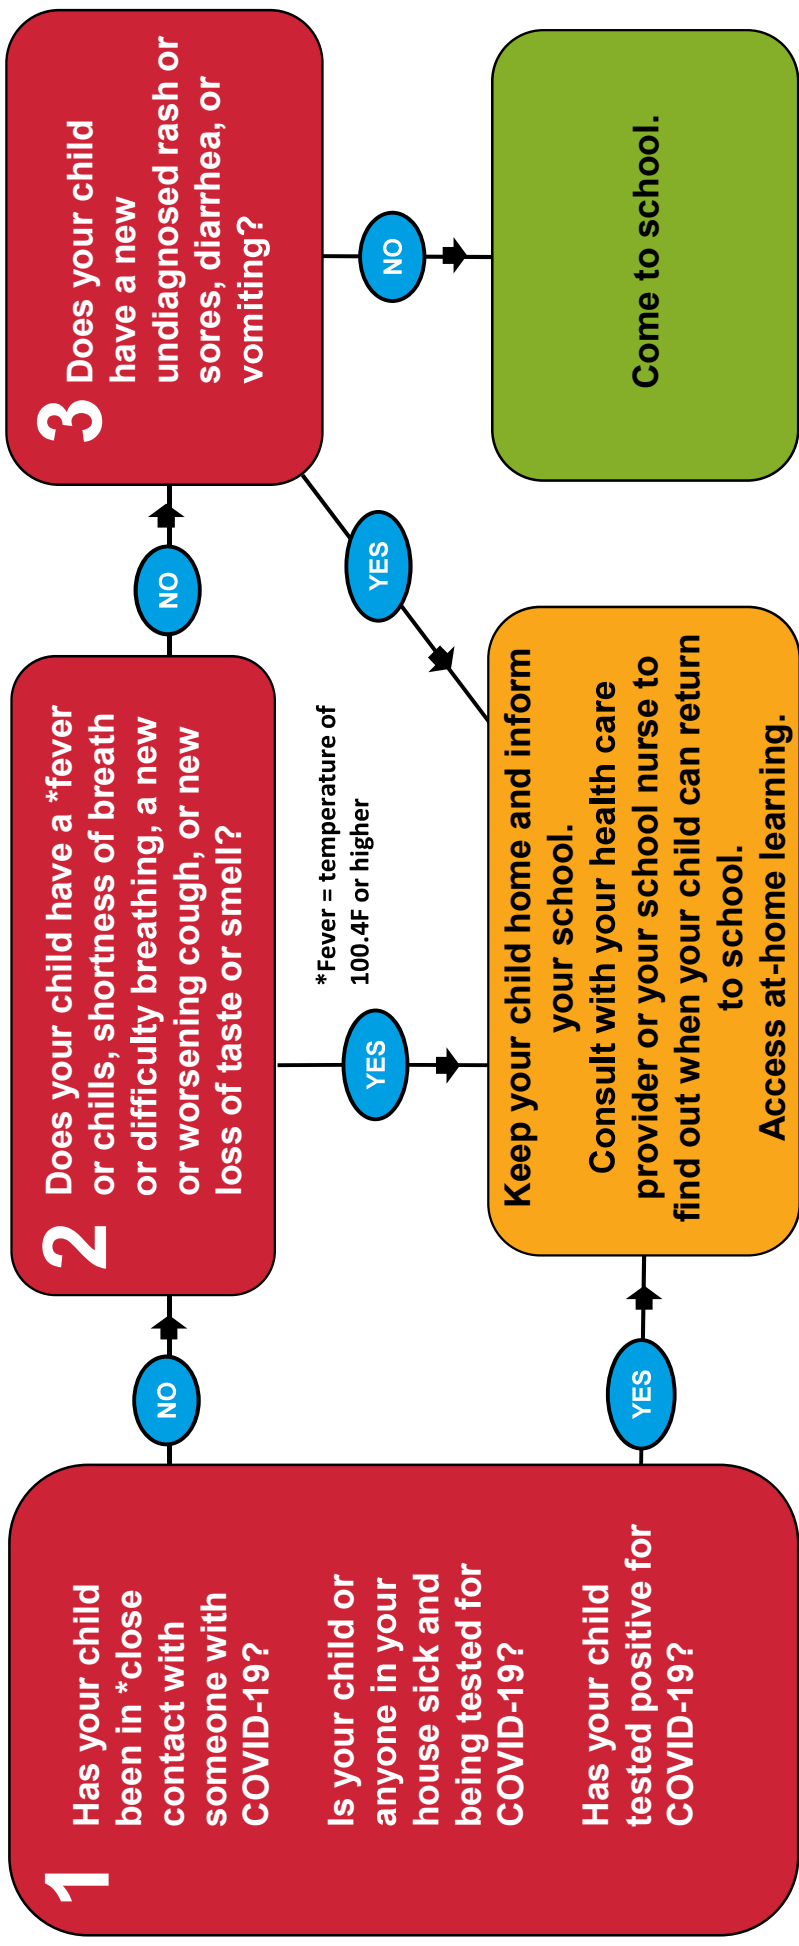 1
Has your child
been in *close
contact with
someone with
COVID-19?
Is your child or
anyone in your
house sick and
being tested for
COVID-19?
Has your child
tested positive for
COVID-19?
NO
YES
2
Does your child have a *fever
or chills, shortness of breath
or difficulty breathing, a new
or worsening cough, or new
loss of taste or smell?
NO
YES
*Fever = temperature of
100.4F or higher
3
Does your child
have a new
undiagnosed rash or
sores, diarrhea, or
vomiting?
YES
NO
Keep your child home and inform
your school.
Consult with your health care
provider or your school nurse to
find out when your child can return
to school.
Access at-home learning.
Come to school.